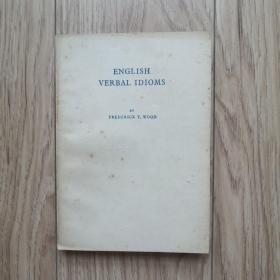 ENGLISH
VERBAL IDIOMS
BY
FREDERICK T. WOOD